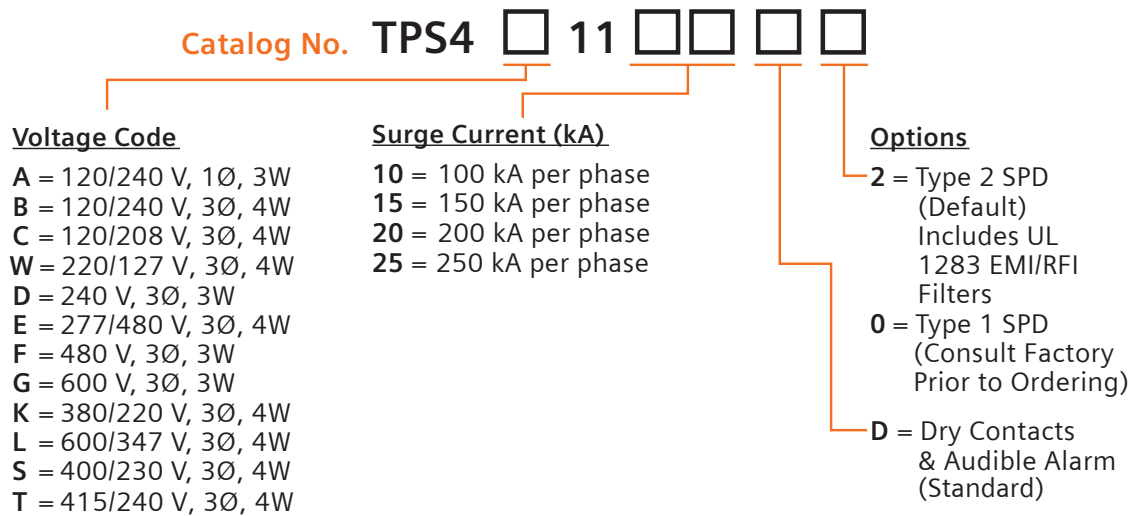 Catalog No. TPS4 □ 11 □□ □ □
Voltage Code
A = 120/240 V, 1Ø, 3W
B = 120/240 V, 3Ø, 4W
C = 120/208 V, 3Ø, 4W
W = 220/127 V, 3Ø, 4W
D = 240 V, 3Ø, 3W
E = 277/480 V, 3Ø, 4W
F = 480 V, 3Ø, 3W
G = 600 V, 3Ø, 3W
K = 380/220 V, 3Ø, 4W
L = 600/347 V, 3Ø, 4W
S = 400/230 V, 3Ø, 4W
T = 415/240 V, 3Ø, 4W
Surge Current (kA)
10 = 100 kA per phase
15 = 150 kA per phase
20 = 200 kA per phase
25 = 250 kA per phase
Options
2 = Type 2 SPD
(Default)
Includes UL
1283 EMI/RFI
Filters
0 = Type 1 SPD
(Consult Factory
Prior to Ordering)
D = Dry Contacts
& Audible Alarm
(Standard)